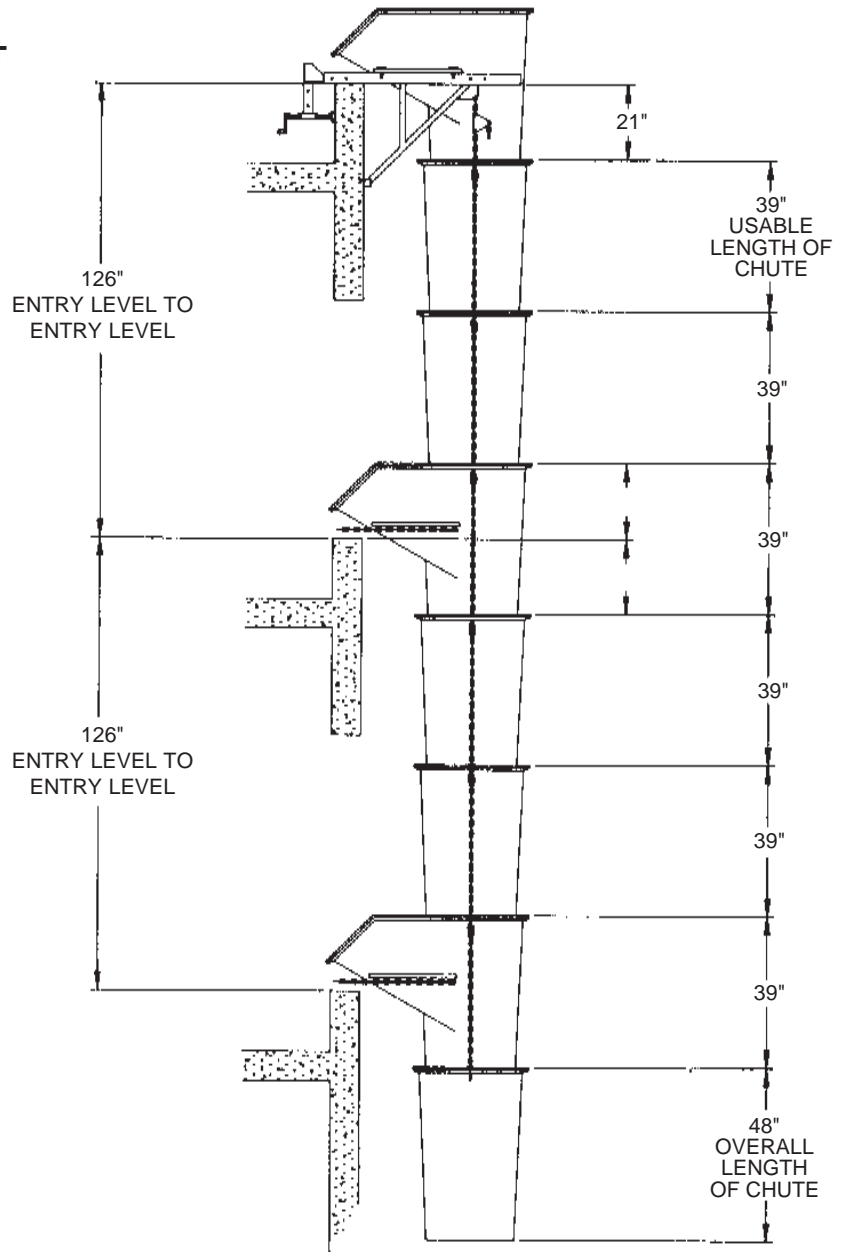 21"
39"
USABLE
LENGTH OF
CHUTE
126"
ENTRY LEVEL TO
ENTRY LEVEL
39"
39"
39"
126"
ENTRY LEVEL TO
ENTRY LEVEL
39"
39"
48"
OVERALL
LENGTH
OF CHUTE